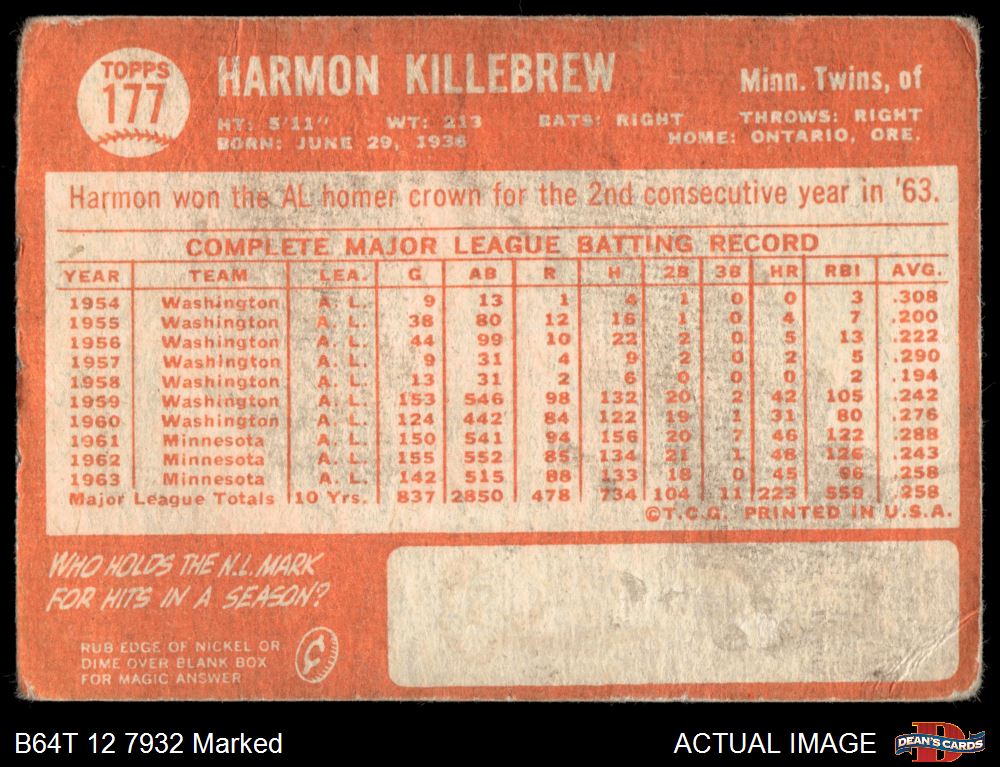 TOPPS
177
HARMON KILLEBREW
Minn. Twins, of
HT: 5'11" WT: 213 BATS: RIGHT THROWS: RIGHT
BORN: JUNE 29, 1936 HOME: ONTARIO, ORE.
Harmon won the AL homer crown for the 2nd consecutive year in '63.
COMPLETE MAJOR LEAGUE BATTING RECORD
YEAR TEAM LEA. G AB R H 2B 3B HR RBI AVG.
1954 Washington A. L. 9 13 1 4 1 0 0 3 .308
1955 Washington A. L. 38 80 12 16 1 0 4 7 .200
1956 Washington A. L. 44 99 10 22 2 0 5 13 .222
1957 Washington A. L. 9 31 4 9 2 0 2 5 .290
1958 Washington A. L. 13 31 2 6 0 0 0 2 .194
1959 Washington A. L. 153 546 98 132 20 2 42 105 .242
1960 Washington A. L. 124 442 84 122 19 1 31 80 .276
1961 Minnesota A. L. 150 541 94 156 20 7 46 122 .288
1962 Minnesota A. L. 155 552 85 134 21 1 48 126 .243
1963 Minnesota A. L. 142 515 88 133 18 0 45 96 .258
Major League Totals 10 Yrs. 837 2850 478 734 104 11 223 559 .258
©T.C.G. PRINTED IN U.S.A.
WHO HOLDS THE N.L. MARK
FOR HITS IN A SEASON?
RUB EDGE OF NICKEL OR
DIME OVER BLANK BOX
FOR MAGIC ANSWER
¢
B64T 12 7932 Marked
ACTUAL IMAGE
D
DEAN'S CARDS